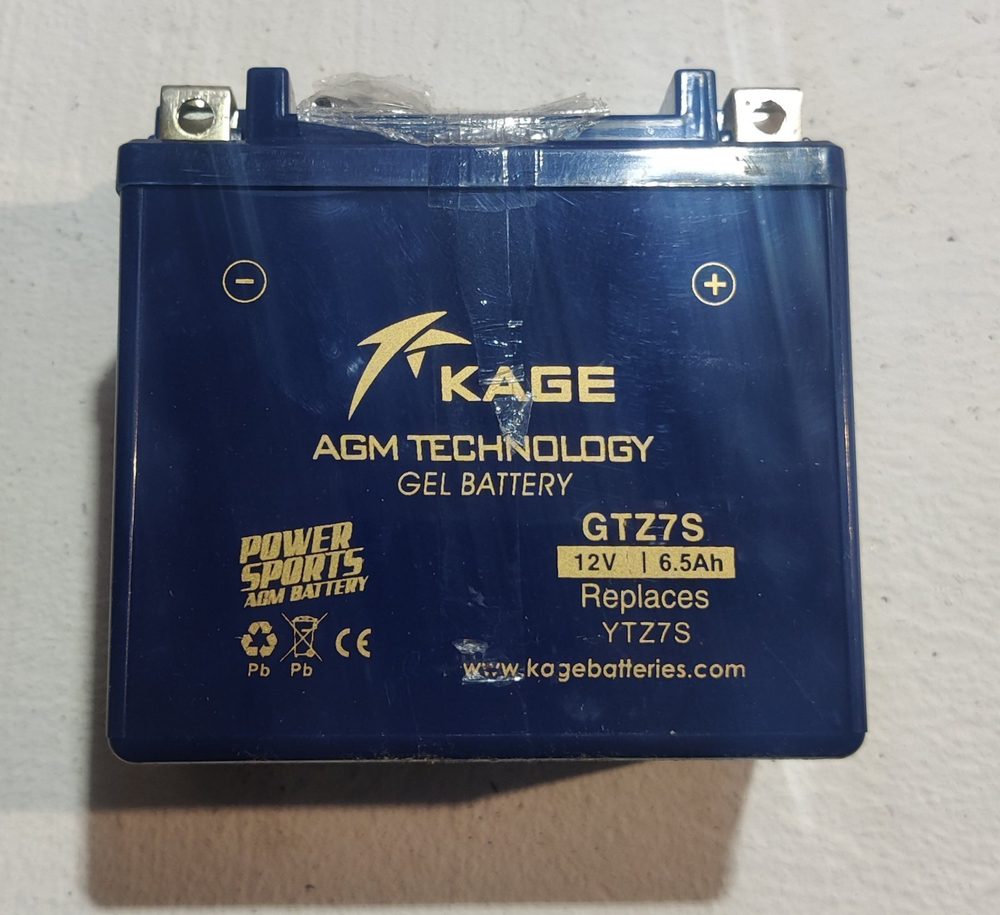 KAGE
AGM TECHNOLOGY
GEL BATTERY
POWER
SPORTS
AGM BATTERY
Pb Pb
CE
GTZ7S
12V | 6.5Ah
Replaces
YTZ7S
www.kagebatteries.com